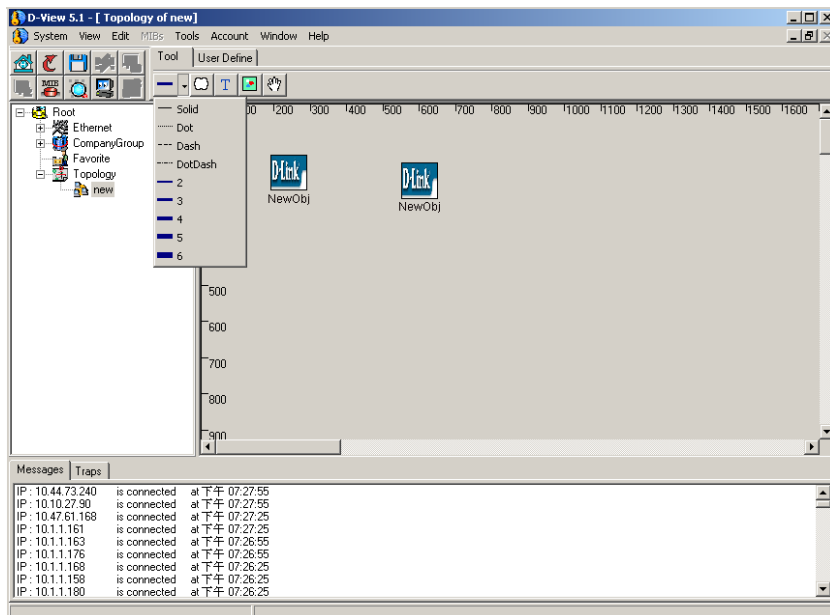 D-View 5.1 - [ Topology of new]
System View Edit MIBs Tools Account Window Help
Tool User Define
MIB
T
Root
Ethernet
CompanyGroup
Favorite
Topology
new
Solid
Dot
Dash
DotDash
2
3
4
5
6
200 300 400 500 600 700 800 900 1000 1100 1200 1300 1400 1500 1600
D-Link
NewObj
D-Link
NewObj
500
600
700
800
900
Messages Traps
IP : 10.44.73.240 is connected at 下午 07:27:55
IP : 10.10.27.90 is connected at 下午 07:27:55
IP : 10.47.61.168 is connected at 下午 07:27:25
IP : 10.1.1.161 is connected at 下午 07:27:25
IP : 10.1.1.163 is connected at 下午 07:26:55
IP : 10.1.1.176 is connected at 下午 07:26:55
IP : 10.1.1.168 is connected at 下午 07:26:25
IP : 10.1.1.158 is connected at 下午 07:26:25
IP : 10.1.1.180 is connected at 下午 07:26:25